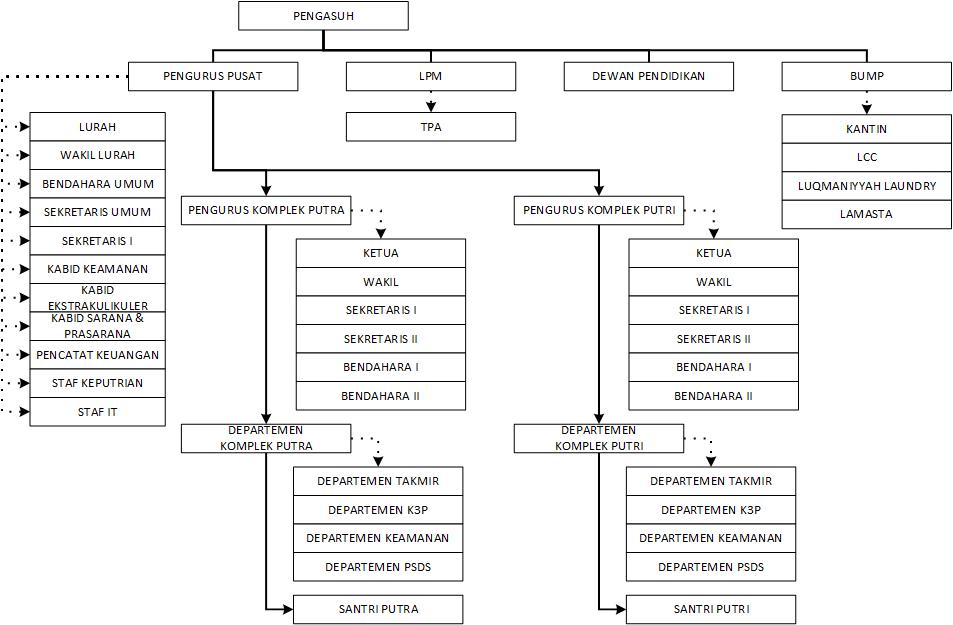 PENGASUH
PENGURUS PUSAT
LPM
DEWAN PENDIDIKAN
BUMP
TPA
LURAH
WAKIL LURAH
BENDAHARA UMUM
SEKRETARIS UMUM
SEKRETARIS I
KABID KEAMANAN
KABID
EKSTRAKULIKULER
KABID SARANA &
PRASARANA
PENCATAT KEUANGAN
STAF KEPUTRIAN
STAF IT
KANTIN
LCC
LUQMANIYYAH LAUNDRY
LAMASTA
PENGURUS KOMPLEK PUTRA
KETUA
WAKIL
SEKRETARIS I
SEKRETARIS II
BENDAHARA I
BENDAHARA II
DEPARTEMEN
KOMPLEK PUTRA
DEPARTEMEN TAKMIR
DEPARTEMEN K3P
DEPARTEMEN KEAMANAN
DEPARTEMEN PSDS
SANTRI PUTRA
PENGURUS KOMPLEK PUTRI
KETUA
WAKIL
SEKRETARIS I
SEKRETARIS II
BENDAHARA I
BENDAHARA II
DEPARTEMEN
KOMPLEK PUTRI
DEPARTEMEN TAKMIR
DEPARTEMEN K3P
DEPARTEMEN KEAMANAN
DEPARTEMEN PSDS
SANTRI PUTRI